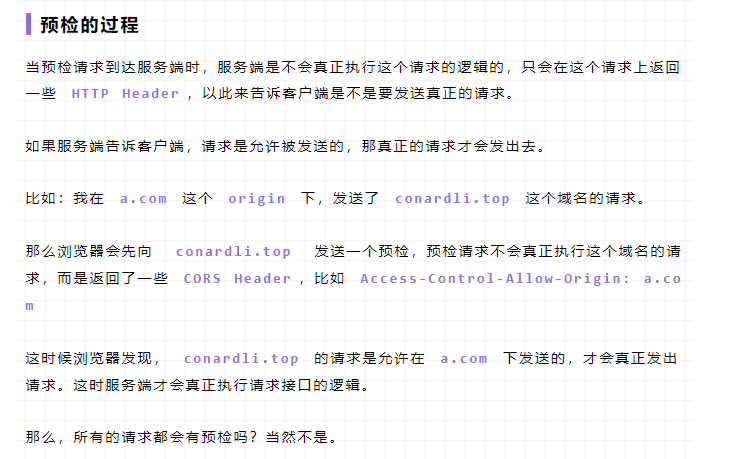 预检的过程
当预检请求到达服务端时，服务端是不会真正执行这个请求的逻辑的，只会在这个请求上返回
一些 HTTP Header ，以此来告诉客户端是不是要发送真正的请求。
如果服务端告诉客户端，请求是允许被发送的，那真正的请求才会发出去。
比如：我在 a.com 这个 origin 下，发送了 conardli.top 这个域名的请求。
那么浏览器会先向 conardli.top 发送一个预检，预检请求不会真正执行这个域名的请
求，而是返回了一些 CORS Header ，比如 Access-Control-Allow-Origin: a.co
m
这时候浏览器发现， conardli.top 的请求是允许在 a.com 下发送的，才会真正发出
请求。这时服务端才会真正执行请求接口的逻辑。
那么，所有的请求都会有预检吗？当然不是。